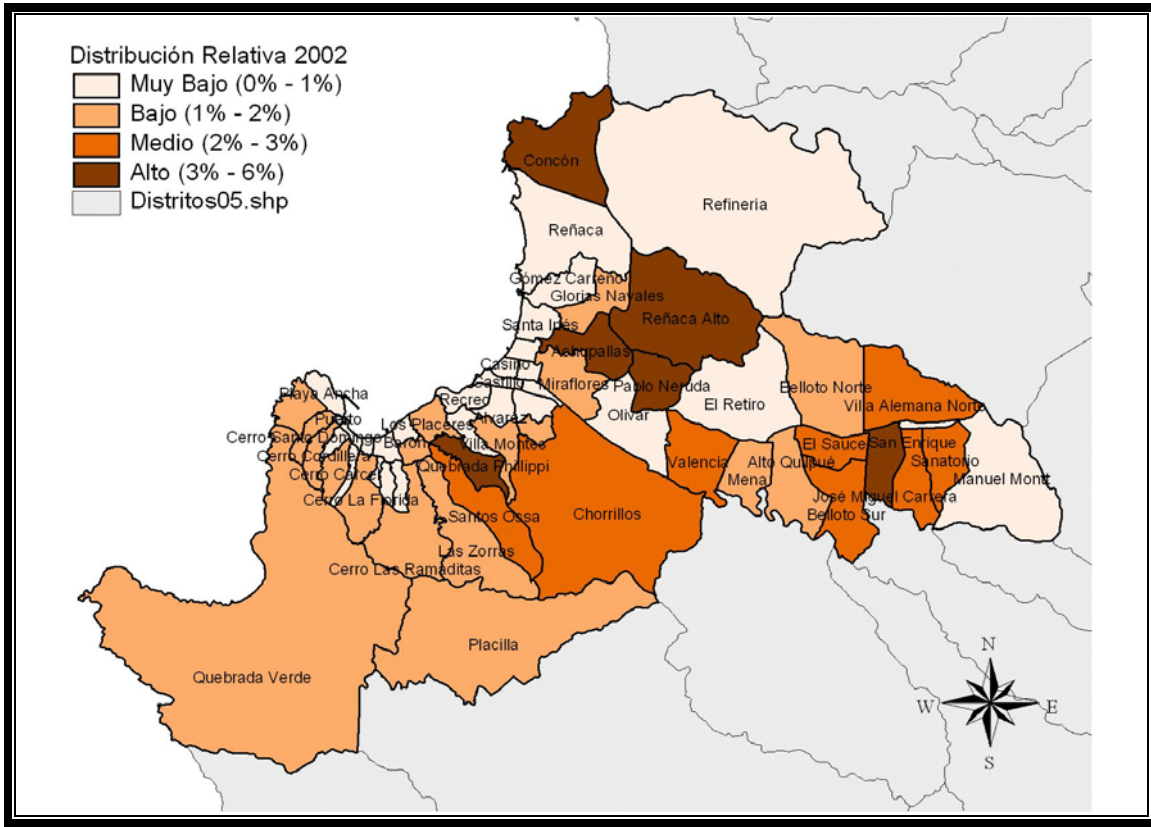 Distribución Relativa 2002
Muy Bajo (0% - 1%)
Bajo (1% - 2%)
Medio (2% - 3%)
Alto (3% - 6%)
Distritos05.shp
Concón
Refineria
Reñaca
Gómez Carreño
Glorias Navales
Reñaca Alto
Santa Inés
Achupallas
Casino
Castillo
Miraflores
Pablo Neruda
Belloto Norte
Playa Ancha
Recreo
El Retiro
Villa Alemana Norte
Puerto
Los Placeres
Alvarez
Olivar
Cerro Santo Domingo
Baron
Villa Montes
El Sauce
San Enrique
Cerro Cordillera
Quebrada Phillippi
Valencia
Alto Quilpué
Sanatorio
Cerro Cárcel
Mena
Manuel Montt
Cerro La Florida
José Miguel Carrera
Santos Ossa
Chorrillos
Belloto Sur
Las Zorras
Cerro Las Ramaditas
Placilla
Quebrada Verde
N
W
E
S